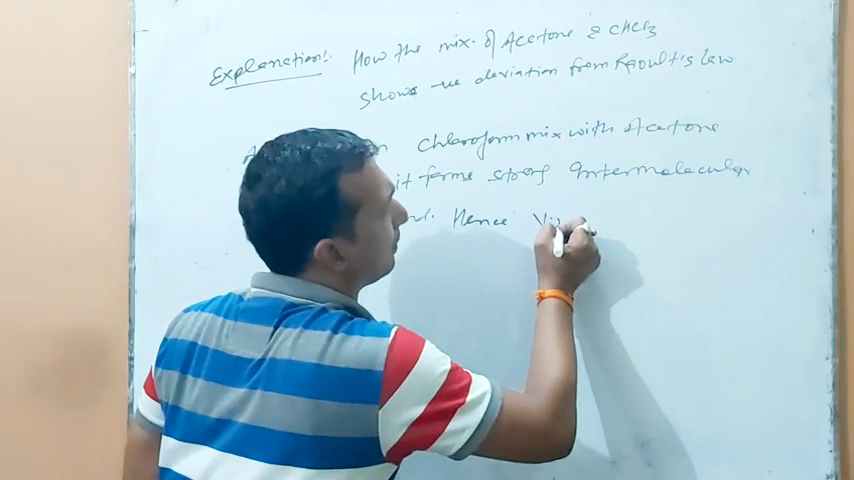 Explanation:- How the mix. of Acetone & CHCl3
shows -ve deviation from Raoult's law
chloroform mix with Acetone
it forms strong Intermolecular
Hence